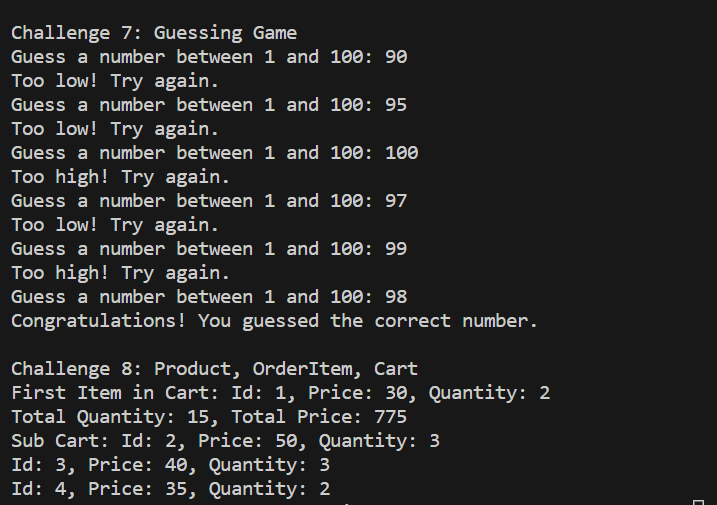 Challenge 7: Guessing Game
Guess a number between 1 and 100: 90
Too low! Try again.
Guess a number between 1 and 100: 95
Too low! Try again.
Guess a number between 1 and 100: 100
Too high! Try again.
Guess a number between 1 and 100: 97
Too low! Try again.
Guess a number between 1 and 100: 99
Too high! Try again.
Guess a number between 1 and 100: 98
Congratulations! You guessed the correct number.
Challenge 8: Product, OrderItem, Cart
First Item in Cart: Id: 1, Price: 30, Quantity: 2
Total Quantity: 15, Total Price: 775
Sub Cart: Id: 2, Price: 50, Quantity: 3
Id: 3, Price: 40, Quantity: 3
Id: 4, Price: 35, Quantity: 2